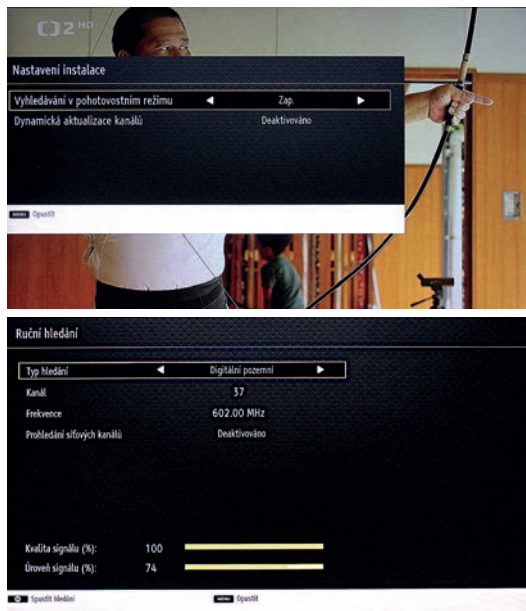 2 HD
Nastavení instalace
Vyhledávání v pohotovostním režimu Zap.
Dynamická aktualizace kanálů Deaktivováno
MENU Opustit
Ruční hledání
Typ hledání Digitální pozemní
Kanál 37
Frekvence 602.00 MHz
Prohledání síťových kanálů Deaktivováno
Kvalita signálu (%): 100
Úroveň signálu (%): 74
OK Spustit hledání MENU Opustit